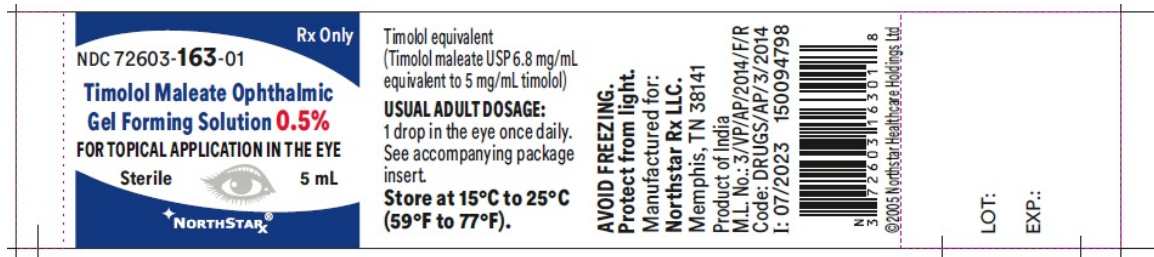 Rx Only
NDC 72603-163-01
Timolol Maleate Ophthalmic
Gel Forming Solution 0.5%
FOR TOPICAL APPLICATION IN THE EYE
Sterile 5 mL
NORTHSTARx®
Timolol equivalent
(Timolol maleate USP 6.8 mg/mL
equivalent to 5 mg/mL timolol)
USUAL ADULT DOSAGE:
1 drop in the eye once daily.
See accompanying package
insert.
Store at 15°C to 25°C
(59°F to 77°F).
AVOID FREEZING.
Protect from light.
Manufactured for:
Northstar Rx LLC.
Memphis, TN 38141
Product of India
M.L. No.: 3/VP/AP/2014/F/R
Code: DRUGS/AP/3/2014
I: 07/2023 150094798
N
3 72603 16301 8
©2005 Northstar Healthcare Holdings Ltd
LOT:
EXP.: